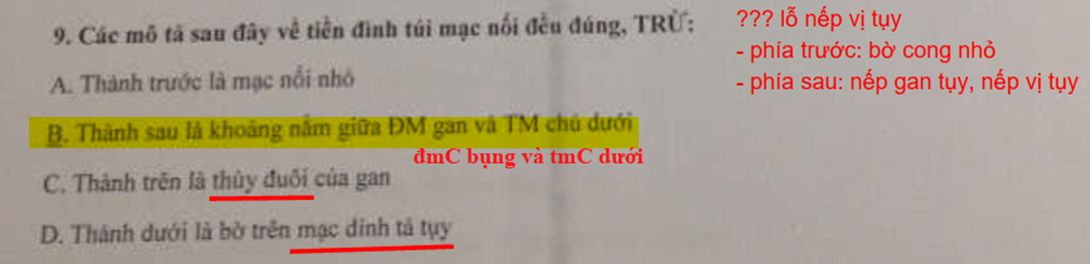 9. Các mô tả sau đây về tiền đình túi mạc nối đều đúng, TRỪ:
A. Thành trước là mạc nối nhỏ
B. Thành sau là khoảng nằm giữa ĐM gan và TM chủ dưới
đmC bụng và tmC dưới
C. Thành trên là thùy đuôi của gan
D. Thành dưới là bờ trên mạc dính tá tụy
??? lỗ nếp vị tụy
- phía trước: bờ cong nhỏ
- phía sau: nếp gan tụy, nếp vị tụy